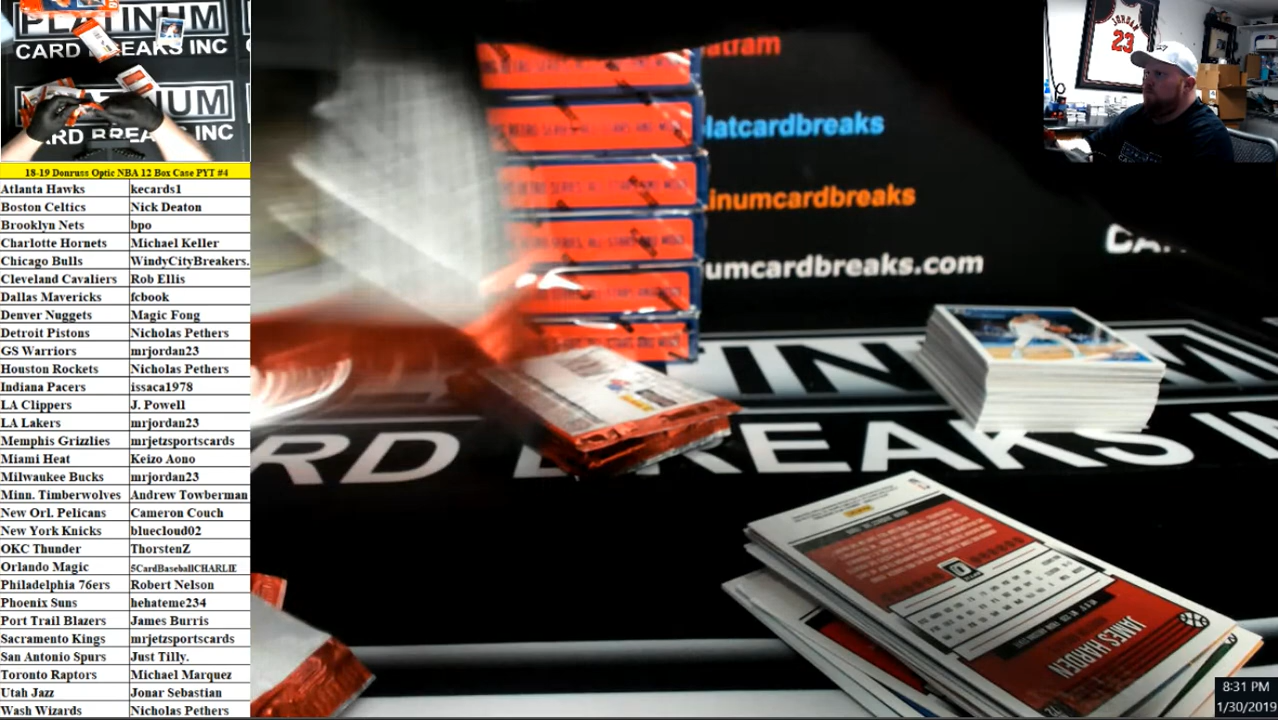 PLATINUM
CARD BREAKS INC
CARD BREAKS INC
18-19 Donruss Optic NBA 12 Box Case PYT #4
Atlanta Hawks kecards1
Boston Celtics Nick Deaton
Brooklyn Nets bpo
Charlotte Hornets Michael Keller
Chicago Bulls WindyCityBreakers.
Cleveland Cavaliers Rob Ellis
Dallas Mavericks fcbook
Denver Nuggets Magic Fong
Detroit Pistons Nicholas Pethers
GS Warriors mrjordan23
Houston Rockets Nicholas Pethers
Indiana Pacers issaca1978
LA Clippers J. Powell
LA Lakers mrjordan23
Memphis Grizzlies mrjetzsportscards
Miami Heat Keizo Aono
Milwaukee Bucks mrjordan23
Minn. Timberwolves Andrew Towberman
New Orl. Pelicans Cameron Couch
New York Knicks bluecloud02
OKC Thunder ThorstenZ
Orlando Magic 5CardBaseballCHARLIE
Philadelphia 76ers Robert Nelson
Phoenix Suns hehateme234
Port Trail Blazers James Burris
Sacramento Kings mrjetzsportscards
San Antonio Spurs Just Tilly.
Toronto Raptors Michael Marquez
Utah Jazz Jonar Sebastian
Wash Wizards Nicholas Pethers
atram
latcardbreaks
inumcardbreaks
umcardbreaks.com
INUM
RD BREAKS IN
JAMES HARDEN
JORDAN
23
8:31 PM
1/30/2019